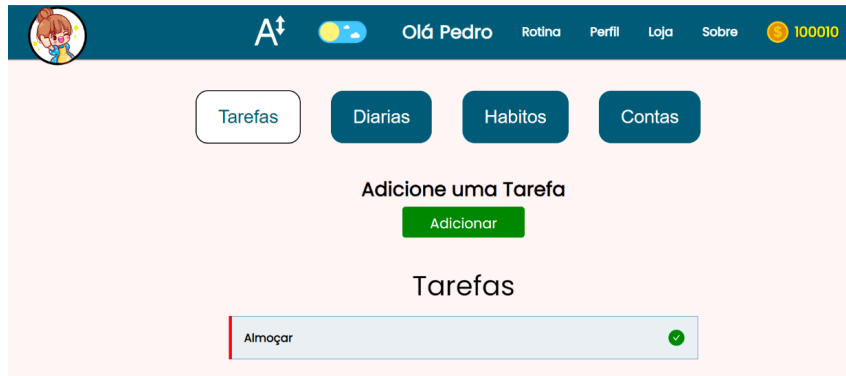 A Olá Pedro Rotina Perfil Loja Sobre $ 100010
Tarefas Diarias Habitos Contas
Adicione uma Tarefa
Adicionar
Tarefas
Almoçar